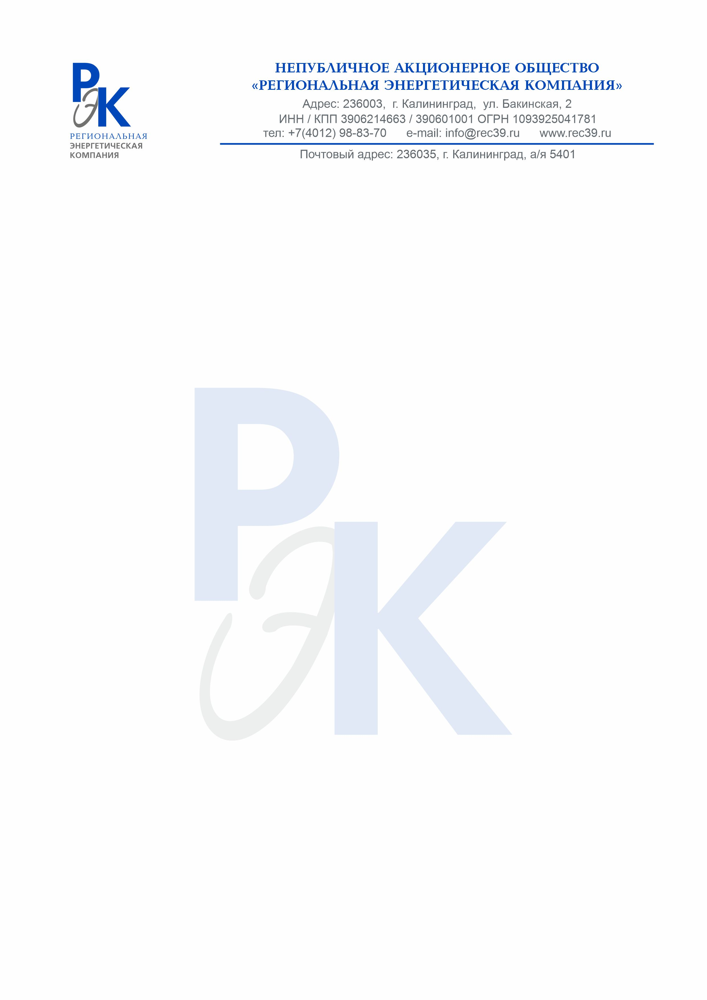 РЭК
РЕГИОНАЛЬНАЯ
ЭНЕРГЕТИЧЕСКАЯ
КОМПАНИЯ
НЕПУБЛИЧНОЕ АКЦИОНЕРНОЕ ОБЩЕСТВО
«РЕГИОНАЛЬНАЯ ЭНЕРГЕТИЧЕСКАЯ КОМПАНИЯ»
Адрес: 236003, г. Калининград, ул. Бакинская, 2
ИНН / КПП 3906214663 / 390601001 ОГРН 1093925041781
тел: +7(4012) 98-83-70 e-mail: info@rec39.ru www.rec39.ru
Почтовый адрес: 236035, г. Калининград, а/я 5401
РЭК